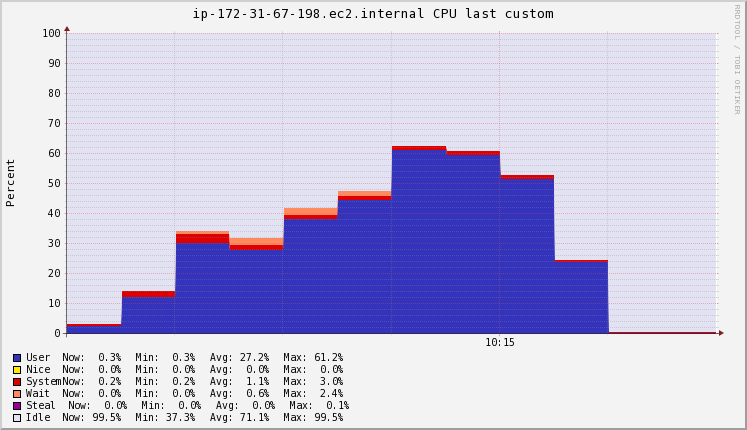 ip-172-31-67-198.ec2.internal CPU last custom
RRDTOOL / TOBI OETIKER
Percent
100
90
80
70
60
50
40
30
20
10
0
10:15
User Now: 0.3% Min: 0.3% Avg: 27.2% Max: 61.2%
Nice Now: 0.0% Min: 0.0% Avg: 0.0% Max: 0.0%
System Now: 0.2% Min: 0.2% Avg: 1.1% Max: 3.0%
Wait Now: 0.0% Min: 0.0% Avg: 0.6% Max: 2.4%
Steal Now: 0.0% Min: 0.0% Avg: 0.0% Max: 0.1%
Idle Now: 99.5% Min: 37.3% Avg: 71.1% Max: 99.5%